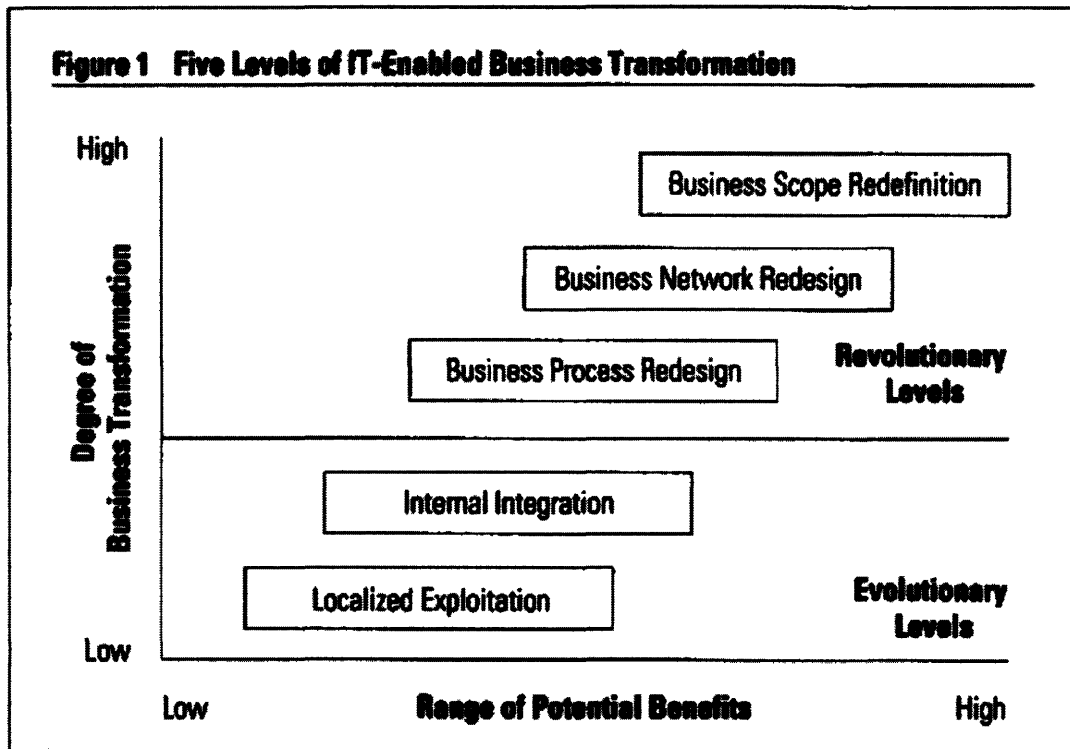 Figure 1 Five Levels of IT-Enabled Business Transformation
High
Business Scope Redefinition
Business Network Redesign
Business Process Redesign
Revolutionary
Levels
Degree of
Business Transformation
Internal Integration
Localized Exploitation
Evolutionary
Levels
Low
Low
Range of Potential Benefits
High